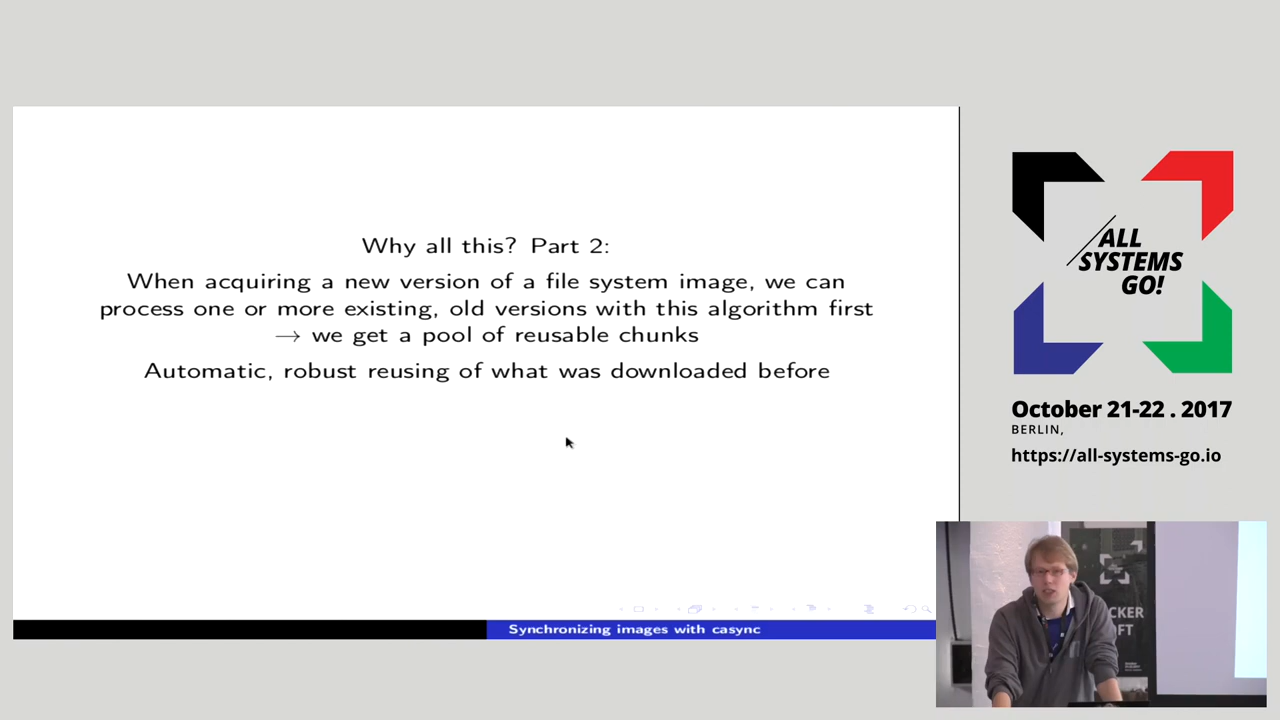 Why all this? Part 2:
When acquiring a new version of a file system image, we can
process one or more existing, old versions with this algorithm first
→ we get a pool of reusable chunks
Automatic, robust reusing of what was downloaded before
Synchronizing images with casync
ALL
SYSTEMS
GO!
October 21-22 . 2017
BERLIN,
https://all-systems-go.io